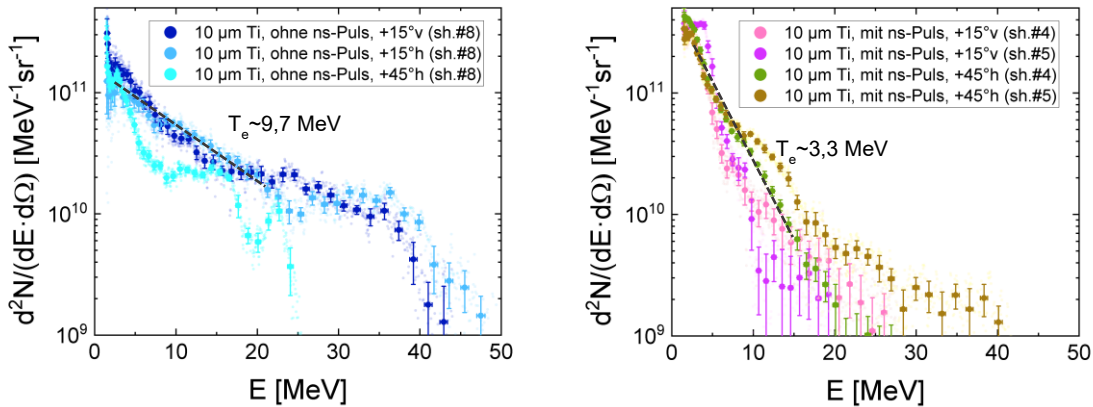 10 µm Ti, ohne ns-Puls, +15°v (sh.#8)
10 µm Ti, ohne ns-Puls, +15°h (sh.#8)
10 µm Ti, ohne ns-Puls, +45°h (sh.#8)
T_e~9,7 MeV
d²N/(dE·dΩ) [MeV⁻¹sr⁻¹]
10¹¹
10¹⁰
10⁹
0 10 20 30 40 50
E [MeV]
10 µm Ti, mit ns-Puls, +15°v (sh.#4)
10 µm Ti, mit ns-Puls, +15°v (sh.#5)
10 µm Ti, mit ns-Puls, +45°h (sh.#4)
10 µm Ti, mit ns-Puls, +45°h (sh.#5)
T_e~3,3 MeV
d²N/(dE·dΩ) [MeV⁻¹sr⁻¹]
10¹¹
10¹⁰
10⁹
0 10 20 30 40 50
E [MeV]